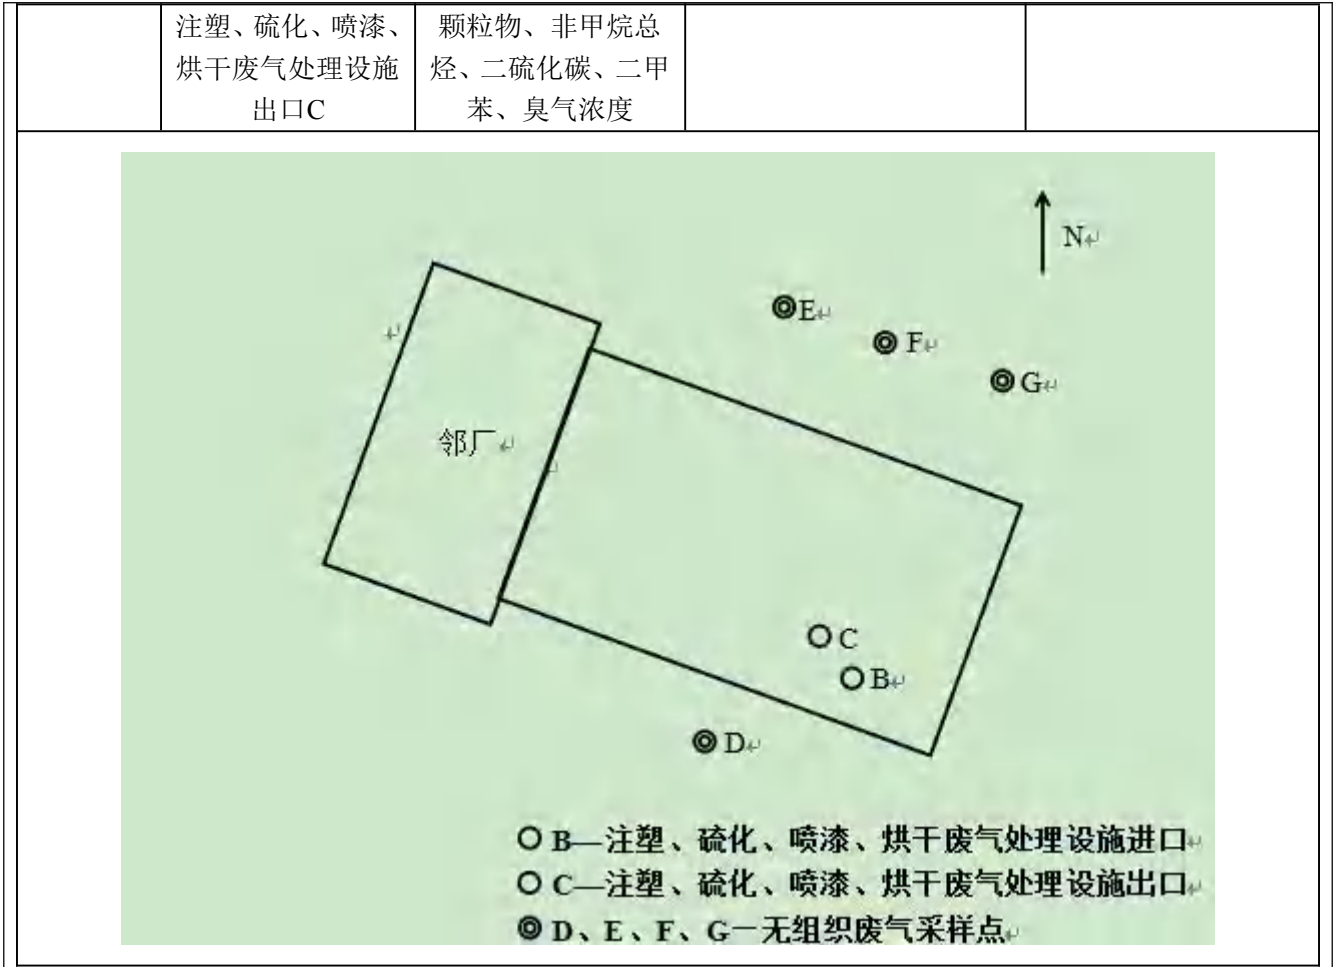 注塑、硫化、喷漆、
烘干废气处理设施
出口C
颗粒物、非甲烷总
烃、二硫化碳、二甲
苯、臭气浓度
N
E
F
G
邻厂
C
B
D
B—注塑、硫化、喷漆、烘干废气处理设施进口
C—注塑、硫化、喷漆、烘干废气处理设施出口
D、E、F、G—无组织废气采样点